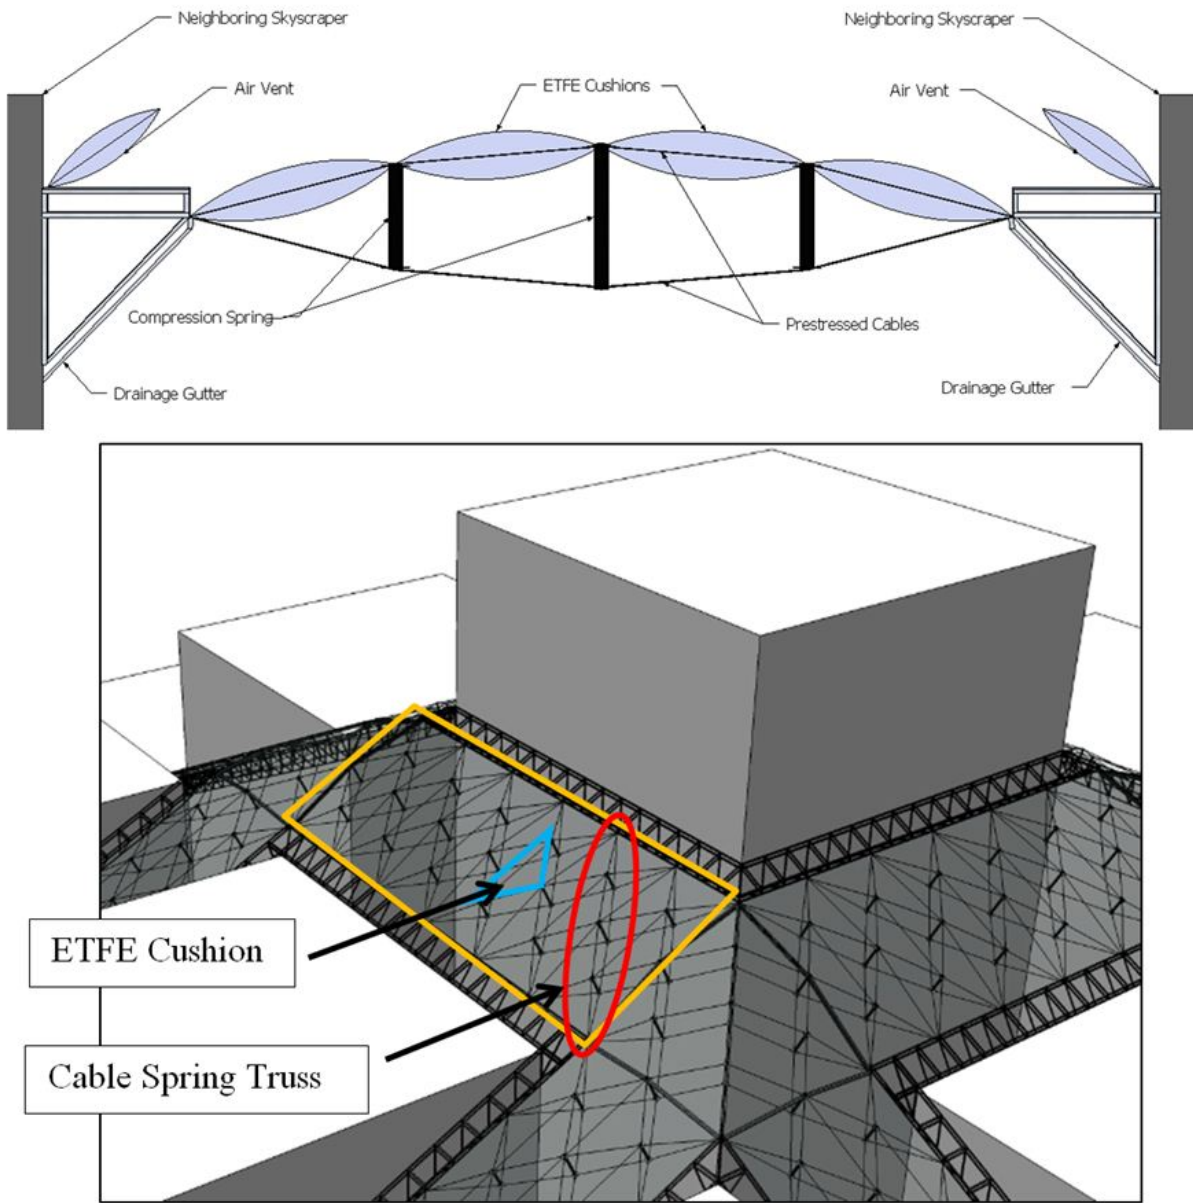 Neighboring Skyscraper
Neighboring Skyscraper
Air Vent
ETFE Cushions
Air Vent
Compression Spring
Prestressed Cables
Drainage Gutter
Drainage Gutter
ETFE Cushion
Cable Spring Truss